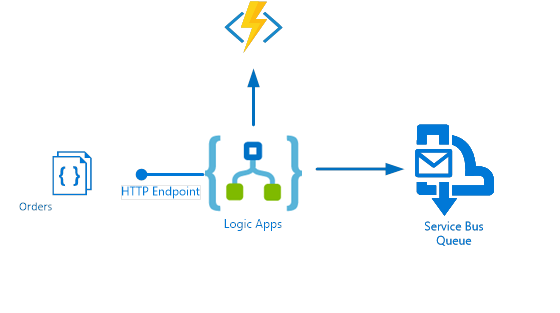 Orders
HTTP Endpoint
Logic Apps
Service Bus
Queue